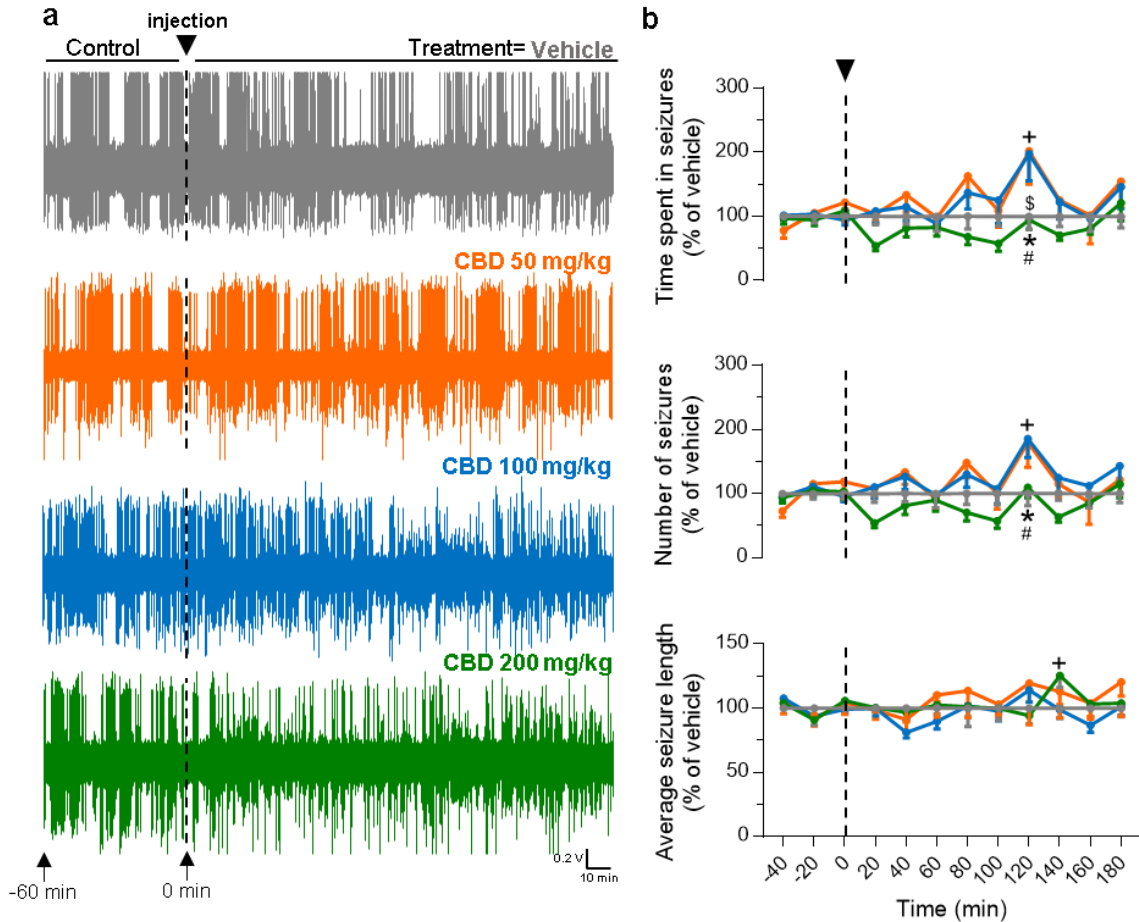 a
injection
Control
Treatment= Vehicle
CBD 50 mg/kg
CBD 100 mg/kg
CBD 200 mg/kg
0.2 V
10 min
-60 min
0 min
b
Time spent in seizures
(% of vehicle)
300
200
100
0
+
$
*
#
Number of seizures
(% of vehicle)
300
200
100
0
+
*
#
Average seizure length
(% of vehicle)
150
100
50
0
+
-40 -20 0 20 40 60 80 100 120 140 160 180
Time (min)